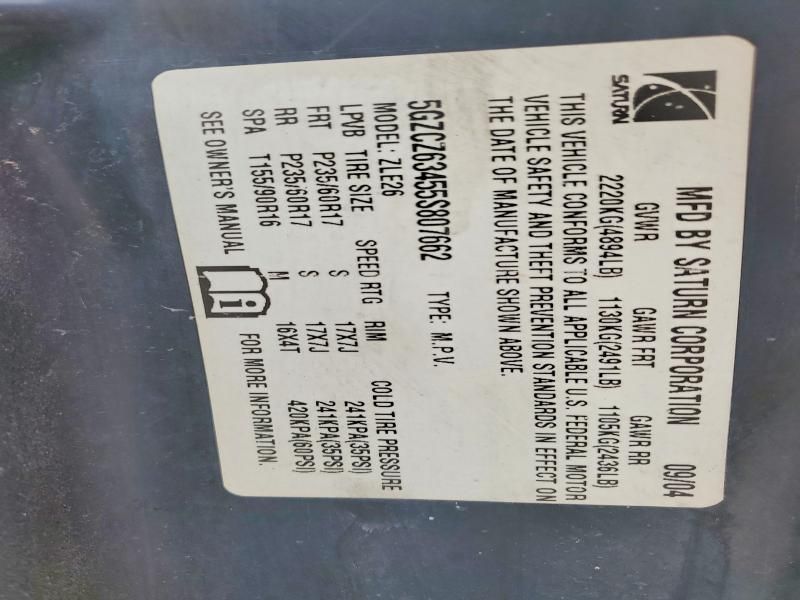 SATURN
MFD BY SATURN CORPORATION 09/04
GVWR GAWR FRT GAWR RR
2220KG(4894LB) 1130KG(2491LB) 1105KG(2436LB)
THIS VEHICLE CONFORMS TO ALL APPLICABLE U.S. FEDERAL MOTOR
VEHICLE SAFETY AND THEFT PREVENTION STANDARDS IN EFFECT ON
THE DATE OF MANUFACTURE SHOWN ABOVE.
5GZCZ63455S807662 TYPE: M.P.V.
MODEL: ZLE26
LPVB TIRE SIZE SPEED RTG RIM COLD TIRE PRESSURE
FRT P235/60R17 S 17X7J 241KPA(35PSI)
RR P235/60R17 S 17X7J 241KPA(35PSI)
SPA T155/90R16 M 16X4T 420KPA(60PSI)
SEE OWNER'S MANUAL i FOR MORE INFORMATION.